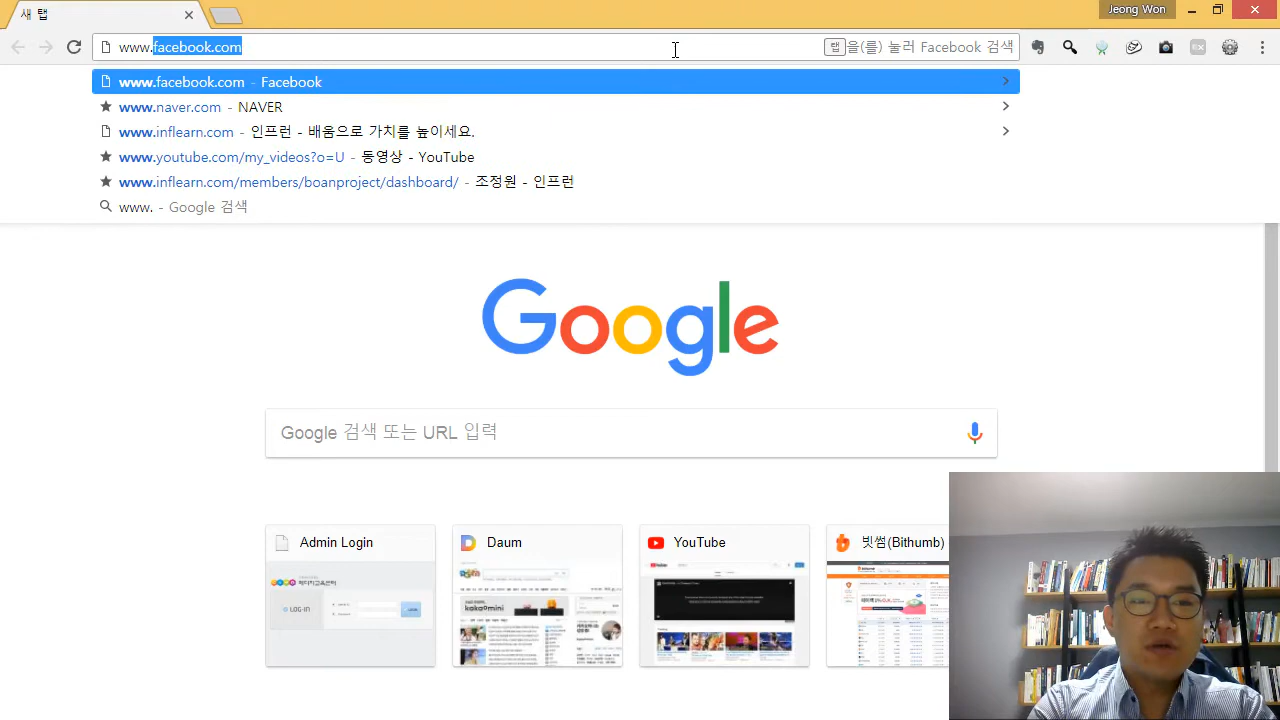 새 탭
Jeong Won
www.facebook.com
탭 을(를) 눌러 Facebook 검색
www.facebook.com - Facebook
www.naver.com - NAVER
www.inflearn.com - 인프런 - 배움으로 가치를 높이세요.
www.youtube.com/my_videos?o=U - 동영상 - YouTube
www.inflearn.com/members/boanproject/dashboard/ - 조정원 - 인프런
www. - Google 검색
Google
Google 검색 또는 URL 입력
Admin Login
Daum
YouTube
빗썸(Bithumb)
LOG-IN
kakaomini